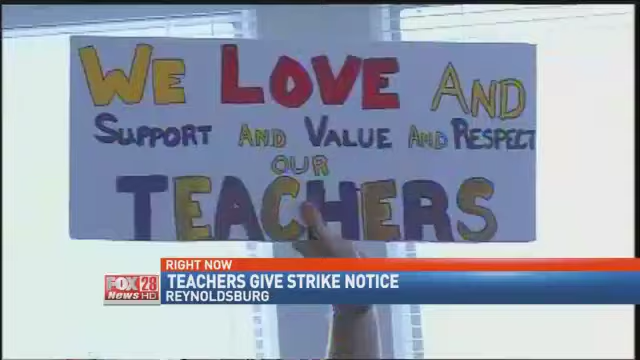 WE LOVE AND
SUPPORT AND VALUE AND RESPECT
OUR
TEACHERS
RIGHT NOW
FOX 28 NEWS HD
TEACHERS GIVE STRIKE NOTICE
REYNOLDSBURG